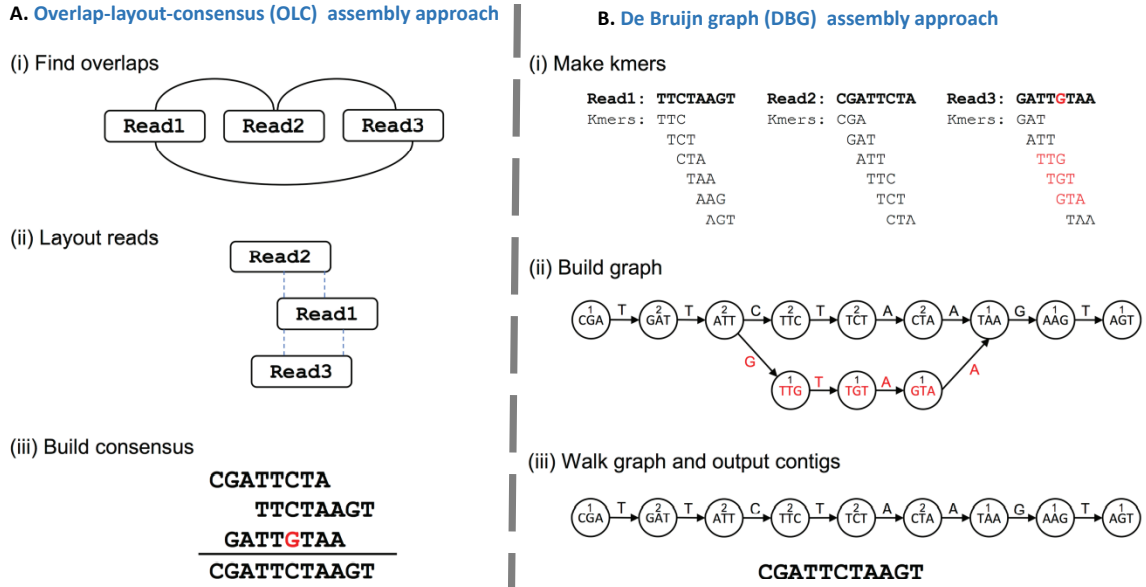 A. Overlap-layout-consensus (OLC) assembly approach
(i) Find overlaps
Read1 Read2 Read3
(ii) Layout reads
Read2
Read1
Read3
(iii) Build consensus
CGATTCTA
TTCTAAGT
GATTGTAA
CGATTCTAAGT
B. De Bruijn graph (DBG) assembly approach
(i) Make kmers
Read1: TTCTAAGT Read2: CGATTCTA Read3: GATTGTAA
Kmers: TTC Kmers: CGA Kmers: GAT
TCT GAT ATT
CTA ATT TTG
TAA TTC TGT
AAG TCT GTA
AGT CTA TAA
(ii) Build graph
T T C T A A G T
1 2 2 2 2 2 1 1 1
CGA GAT ATT TTC TCT CTA TAA AAG AGT
G T A A
1 1 1
TTG TGT GTA
(iii) Walk graph and output contigs
T T C T A A G T
1 2 2 2 2 2 1 1 1
CGA GAT ATT TTC TCT CTA TAA AAG AGT
CGATTCTAAGT